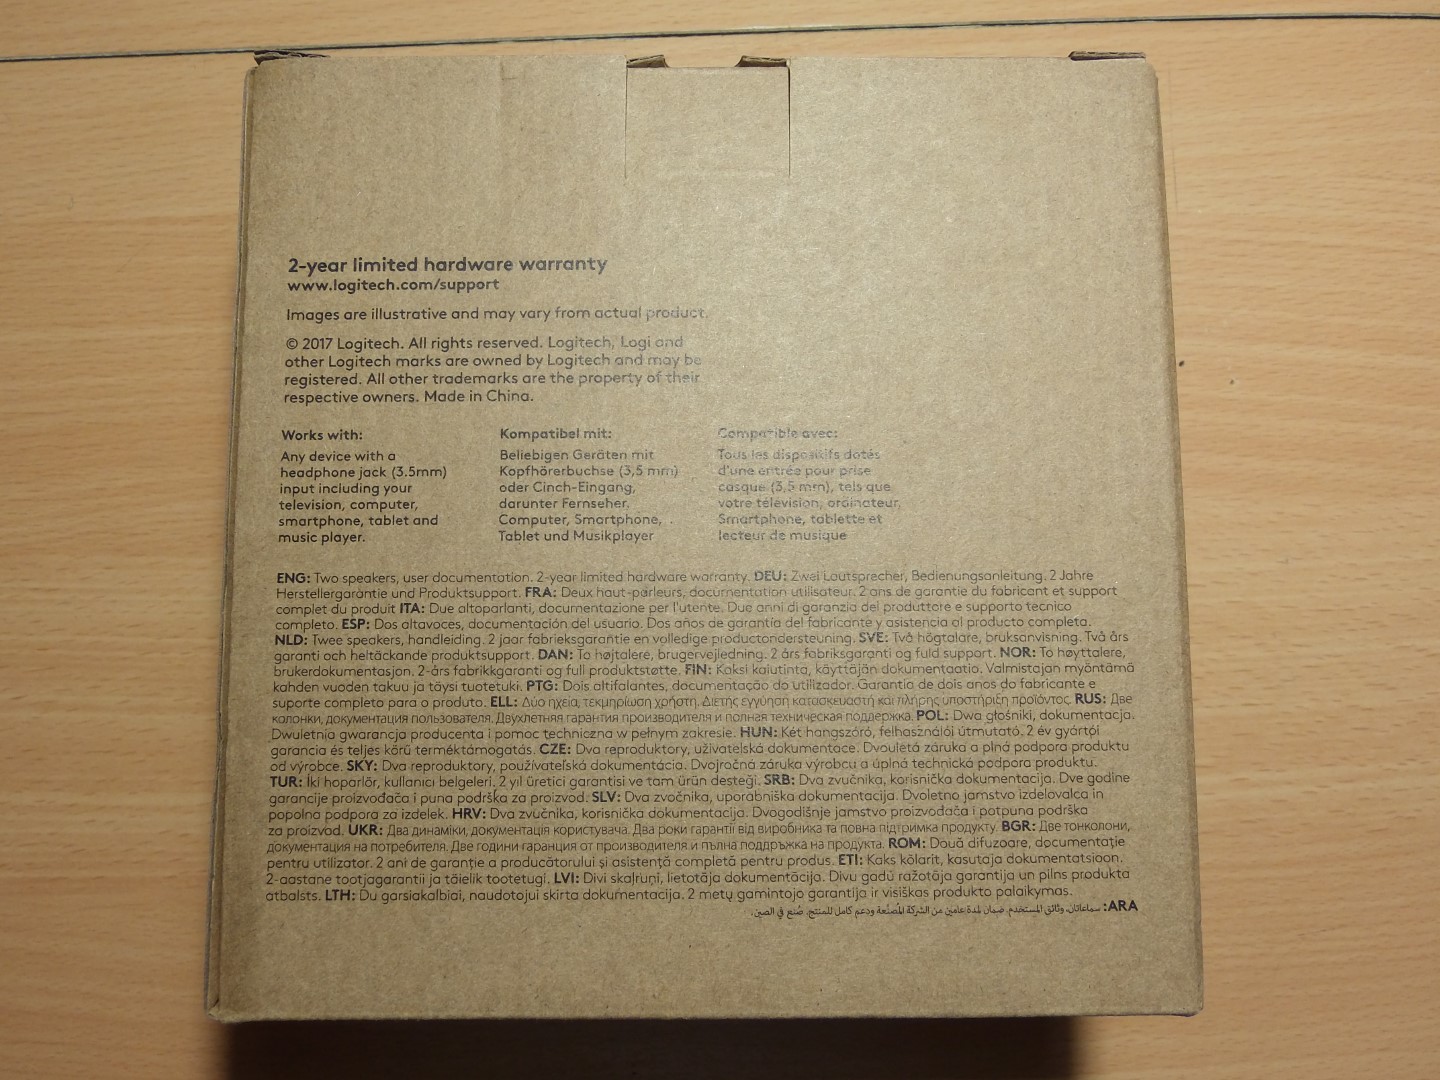 2-year limited hardware warranty
www.logitech.com/support
Images are illustrative and may vary from actual product.
© 2017 Logitech. All rights reserved. Logitech, Logi and
other Logitech marks are owned by Logitech and may be
registered. All other trademarks are the property of their
respective owners. Made in China.
Works with:
Any device with a
headphone jack (3.5mm)
input including your
television, computer,
smartphone, tablet and
music player.
Kompatibel mit:
Beliebigen Geräten mit
Kopfhörerbuchse (3,5 mm)
oder Cinch-Eingang,
darunter Fernseher,
Computer, Smartphone,
Tablet und Musikplayer
Compatible avec:
Tous les dispositifs dotés
d'une entrée pour prise
casque (3,5 mm), tels que
votre télévision, ordinateur,
Smartphone, tablette et
lecteur de musique
ENG: Two speakers, user documentation. 2-year limited hardware warranty. DEU: Zwei Lautsprecher, Bedienungsanleitung. 2 Jahre
Herstellergarantie und Produktsupport. FRA: Deux haut-parleurs, documentation utilisateur. 2 ans de garantie du fabricant et support
complet du produit ITA: Due altoparlanti, documentazione per l'utente. Due anni di garanzia del produttore e supporto tecnico
completo. ESP: Dos altavoces, documentación del usuario. Dos años de garantía del fabricante y asistencia al producto completa.
NLD: Twee speakers, handleiding. 2 jaar fabrieksgarantie en volledige productondersteuning. SVE: Två högtalare, bruksanvisning. Två års
garanti och heltäckande produktsupport. DAN: To højtalere, brugervejledning. 2 års fabriksgaranti og fuld support. NOR: To høyttalere,
brukerdokumentasjon. 2-års fabrikkgaranti og full produktstøtte. FIN: Kaksi kaiutinta, käyttäjän dokumentaatio. Valmistajan myöntämä
kahden vuoden takuu ja täysi tuotetuki. PTG: Dois altifalantes, documentação do utilizador. Garantia de dois anos do fabricante e
suporte completo para o produto. ELL: Δύο ηχεία, τεκμηρίωση χρήστη. Διετής εγγύηση κατασκευαστή και πλήρης υποστήριξη προϊόντος. RUS: Две
колонки, документация пользователя. Двухлетняя гарантия производителя и полная техническая поддержка. POL: Dwa głośniki, dokumentacja.
Dwuletnia gwarancja producenta i pomoc techniczna w pełnym zakresie. HUN: Két hangszóró, felhasználói útmutató. 2 év gyártói
garancia és teljes körű terméktámogatás. CZE: Dva reproduktory, uživatelská dokumentace. Dvouletá záruka a plná podpora produktu
od výrobce. SKY: Dva reproduktory, používateľská dokumentácia. Dvojročná záruka výrobcu a úplná technická podpora produktu.
TUR: İki hoparlör, kullanıcı belgeleri. 2 yıl üretici garantisi ve tam ürün desteği. SRB: Dva zvučnika, korisnička dokumentacija. Dve godine
garancije proizvođača i puna podrška za proizvod. SLV: Dva zvočnika, uporabniška dokumentacija. Dvoletno jamstvo izdelovalca in
popolna podpora za izdelek. HRV: Dva zvučnika, korisnička dokumentacija. Dvogodišnje jamstvo proizvođača i potpuna podrška
za proizvod. UKR: Два динаміки, документація користувача. Два роки гарантії від виробника та повна підтримка продукту. BGR: Две тонколони,
документация на потребителя. Две години гаранция от производителя и пълна поддръжка на продукта. ROM: Două difuzoare, documentație
pentru utilizator. 2 ani de garanție a producătorului și asistență completă pentru produs. ETI: Kaks kõlarit, kasutaja dokumentatsioon.
2-aastane tootjagarantii ja täielik tootetugi. LVI: Divi skaļruņi, lietotāja dokumentācija. Divu gadu ražotāja garantija un pilns produkta
atbalsts. LTH: Du garsiakalbiai, naudotojui skirta dokumentacija. 2 metų gamintojo garantija ir visiškas produkto palaikymas.
ARA: سماعاتان، وثائق المستخدم. ضمان لمدة عامين من الشركة المُصنّعة ودعم كامل للمنتج. صُنع في الصين.